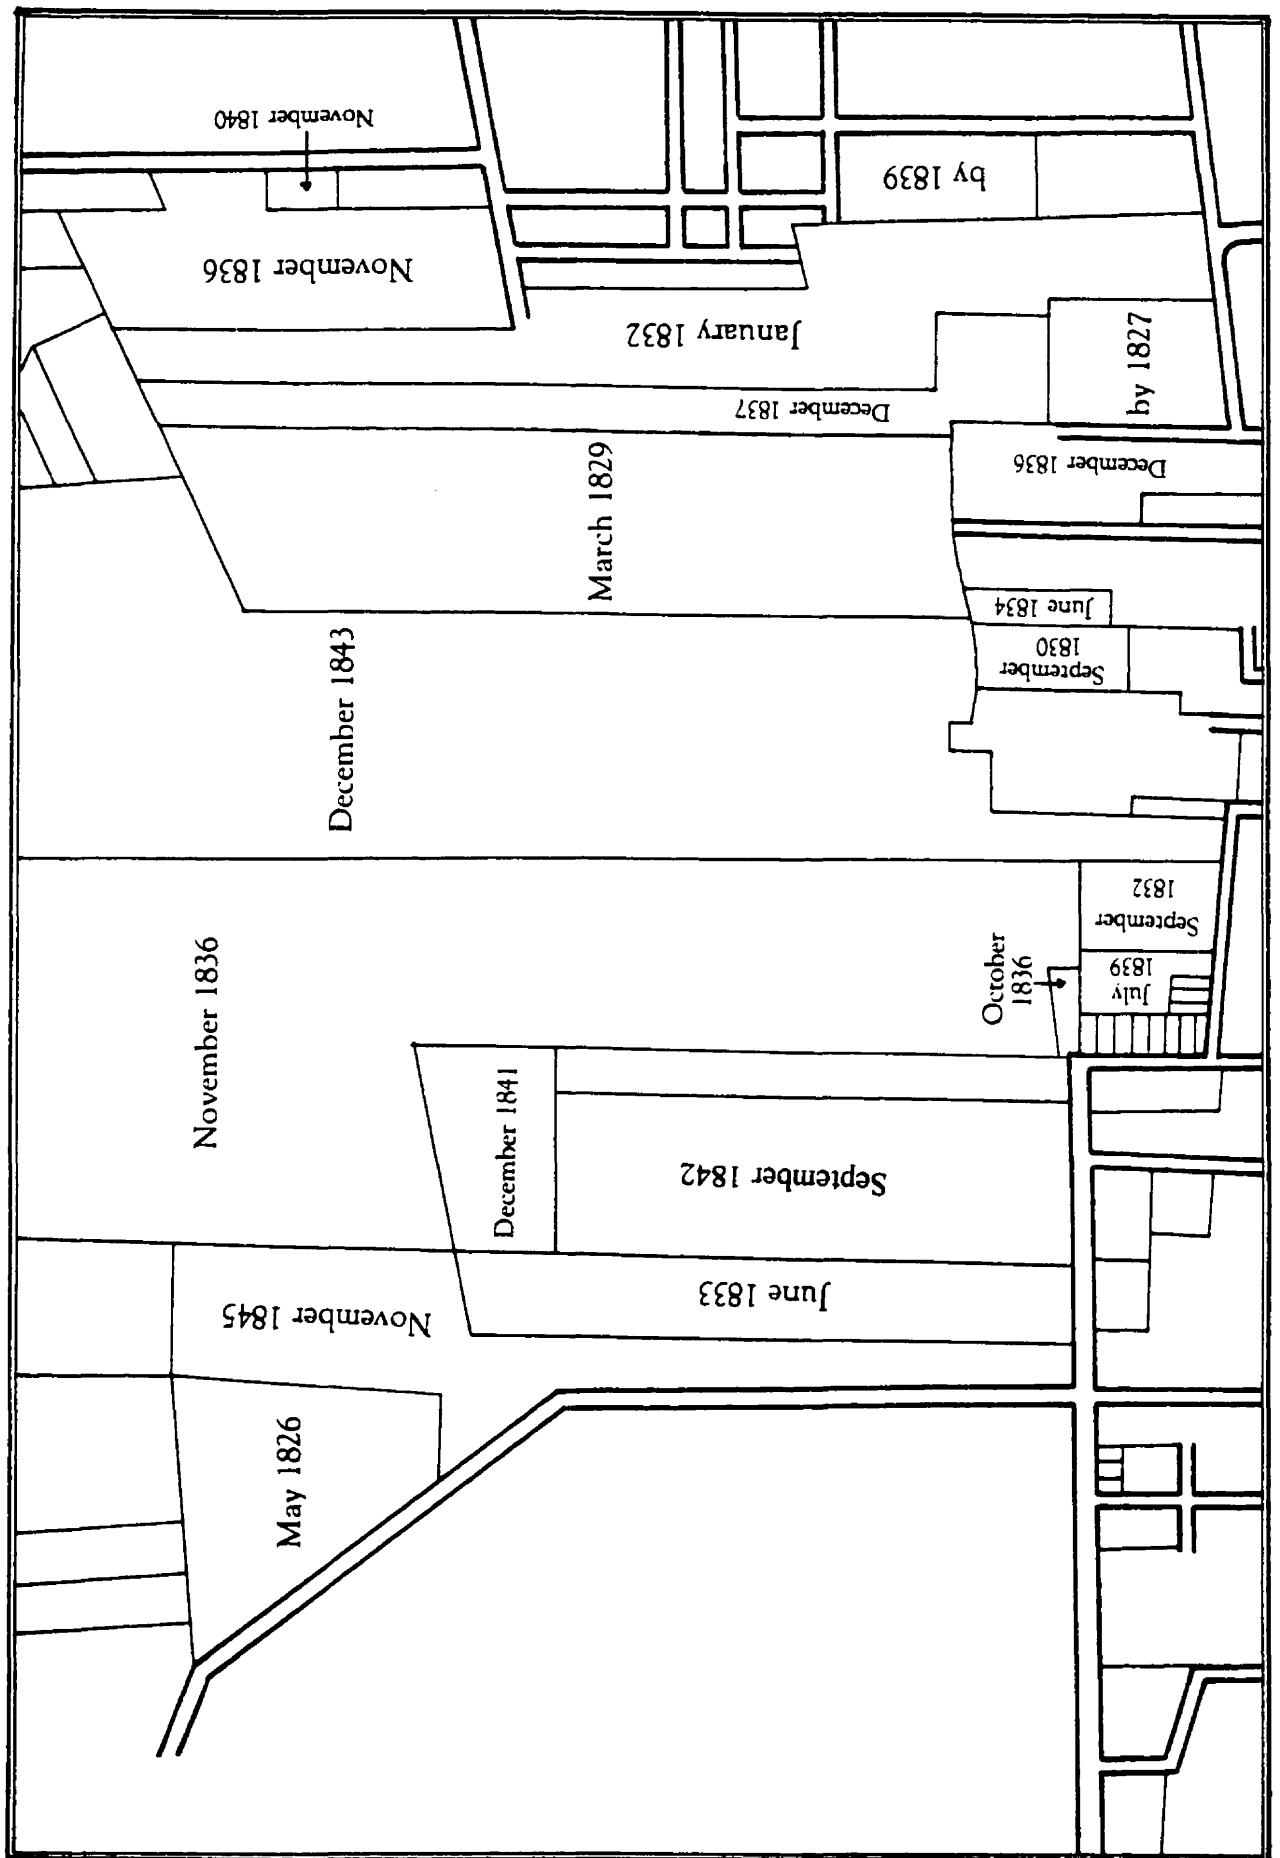 November 1840
by 1839
November 1836
January 1832
by 1827
December 1837
December 1836
March 1829
June 1834
September
1830
December 1843
September
1832
November 1836
October
1836
July
1839
December 1841
September 1842
June 1833
November 1845
May 1826